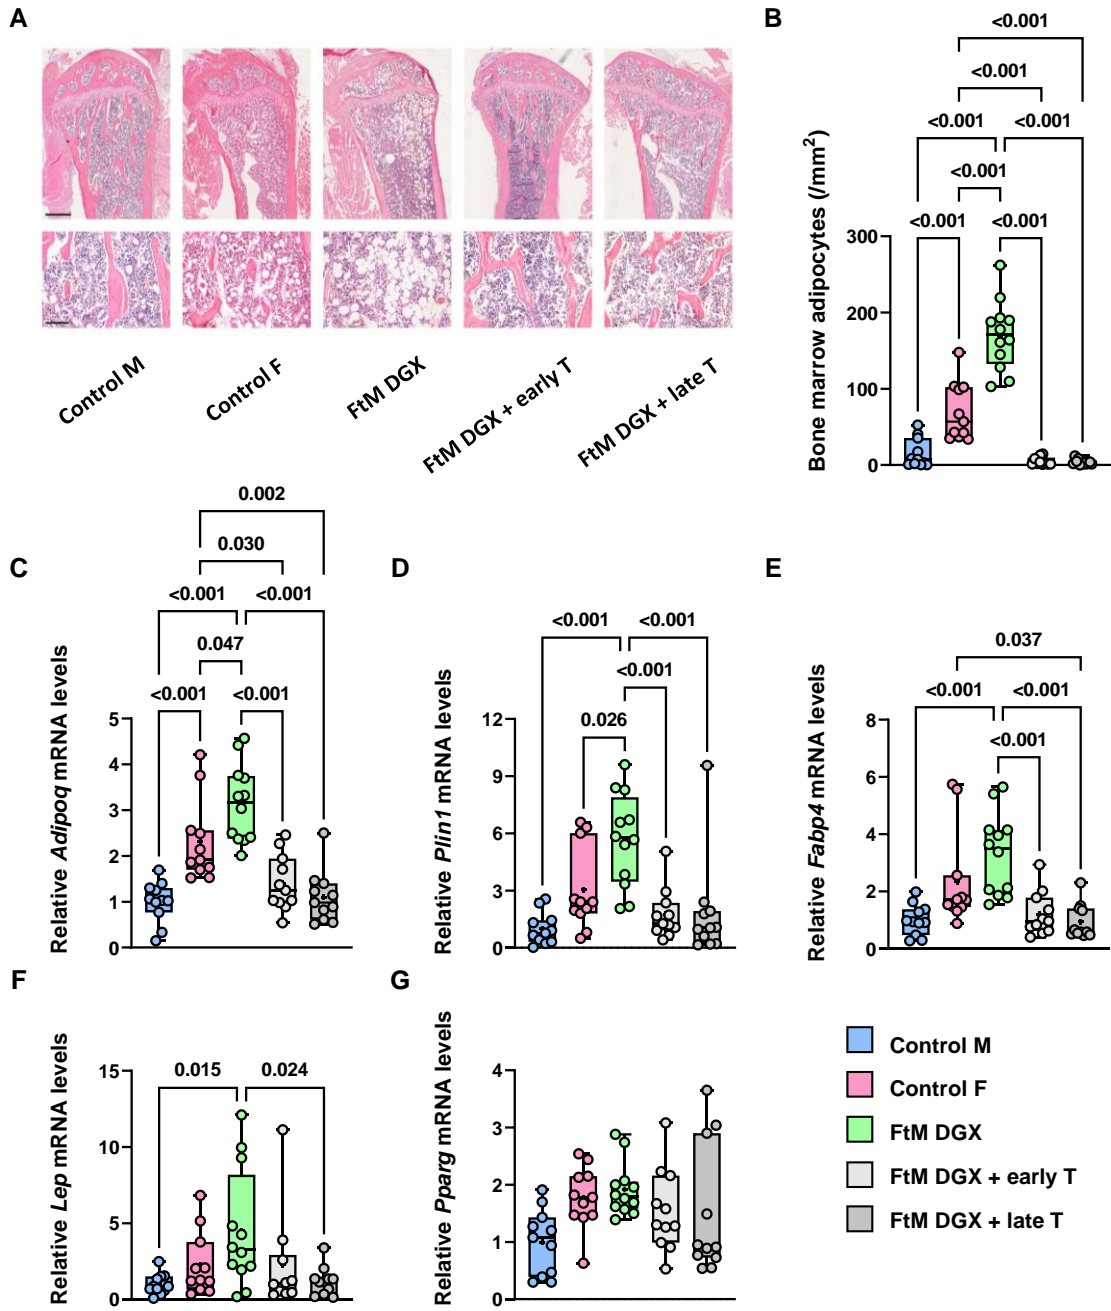 A
Control M
Control F
FtM DGX
FtM DGX + early T
FtM DGX + late T
B
<0.001
<0.001
<0.001 <0.001
<0.001
<0.001 <0.001
Bone marrow adipocytes (/mm²)
300
200
100
0
C
0.002
0.030
<0.001 <0.001
0.047
<0.001 <0.001
Relative Adipoq mRNA levels
5
4
3
2
1
0
D
<0.001 <0.001
<0.001
0.026
Relative Plin1 mRNA levels
12
9
6
3
0
E
0.037
<0.001 <0.001
<0.001
Relative Fabp4 mRNA levels
8
6
4
2
0
F
0.015 0.024
Relative Lep mRNA levels
15
10
5
0
G
Relative Pparg mRNA levels
4
3
2
1
0
Control M
Control F
FtM DGX
FtM DGX + early T
FtM DGX + late T